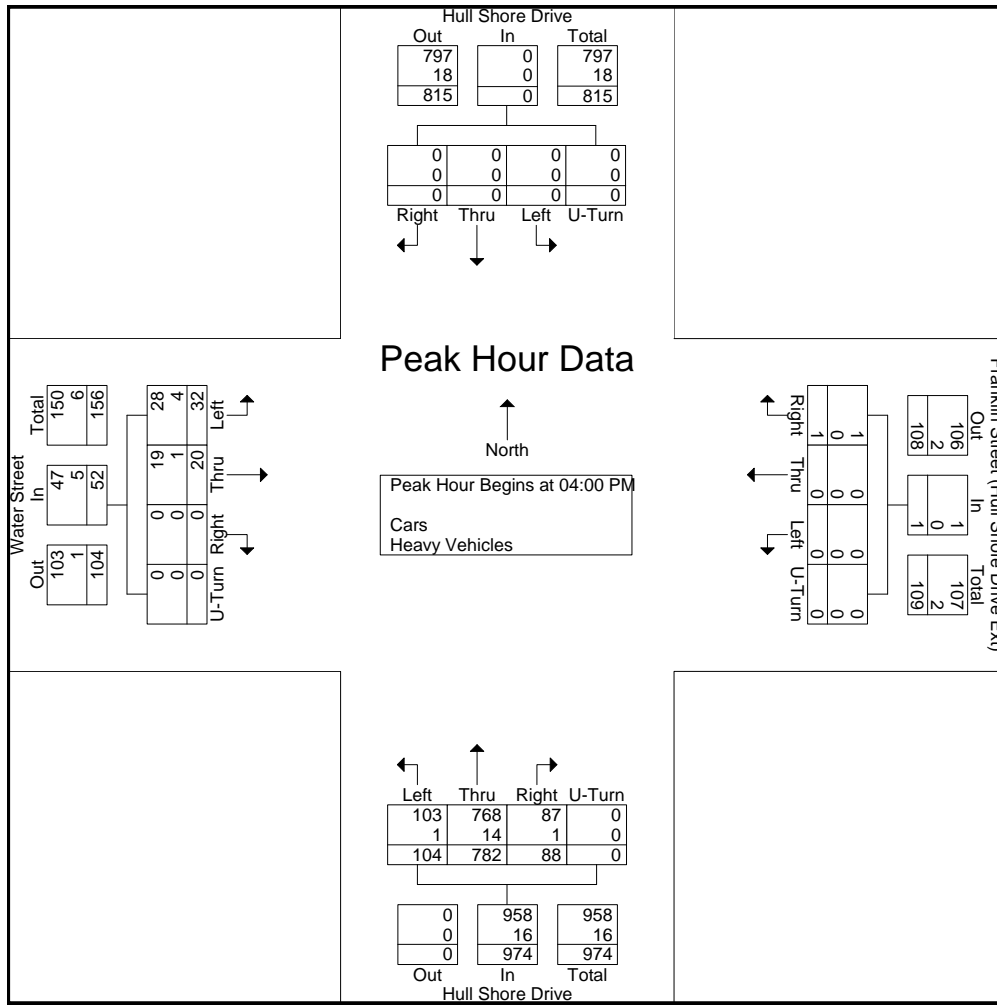 Hull Shore Drive
Out In Total
797 0 797
18 0 18
815 0 815
0 0 0 0
0 0 0 0
0 0 0 0
Right Thru Left U-Turn
Peak Hour Data
North
Peak Hour Begins at 04:00 PM
Cars
Heavy Vehicles
Water Street
Total In Out
150 47 103
6 5 1
156 52 104
28 19 0 0
4 1 0 0
32 20 0 0
Left Thru Right U-Turn
Franklin Street (Hull Shore Drive Ext)
Out In Total
106 1 107
2 0 2
108 1 109
1 0 0 0
0 0 0 0
1 0 0 0
Right Thru Left U-Turn
Left Thru Right U-Turn
103 768 87 0
1 14 1 0
104 782 88 0
0 958 958
0 16 16
0 974 974
Out In Total
Hull Shore Drive